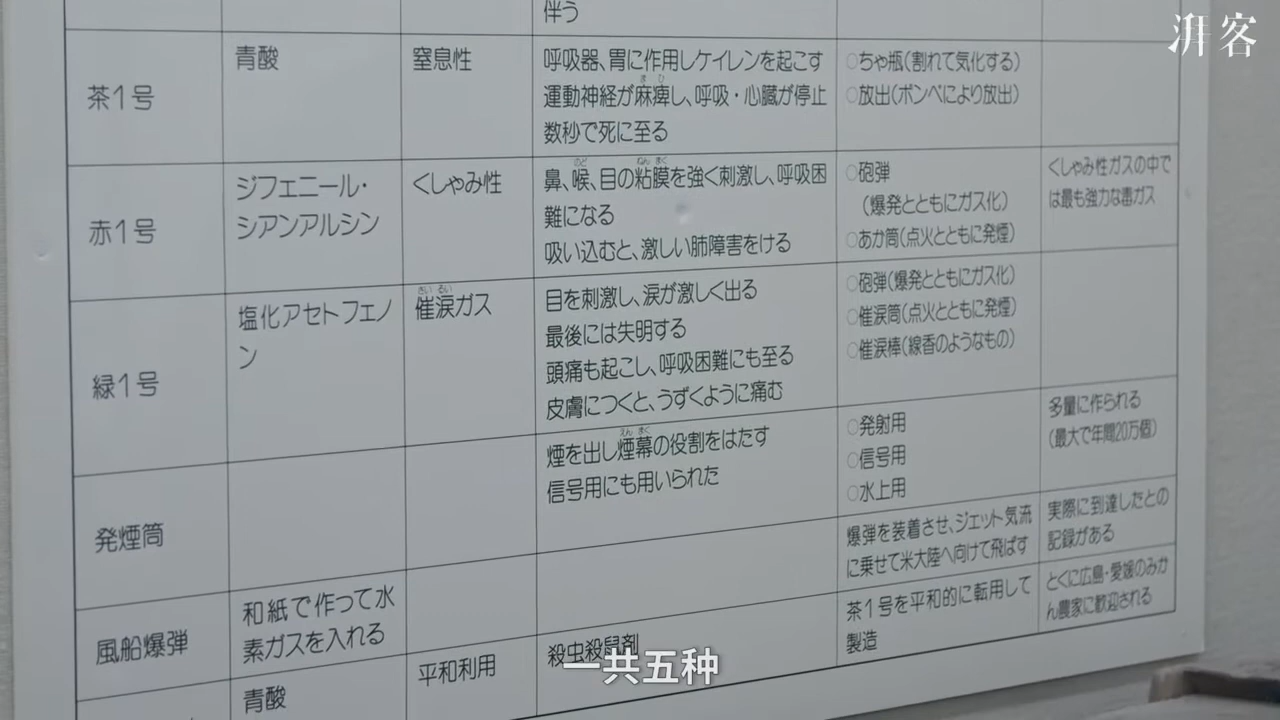 湃客
伴う
茶1号
青酸
窒息性
呼吸器、胃に作用しケイレンを起こす
運動神経が麻痺し、呼吸・心臓が停止
まひ
数秒で死に至る
○ちゃ瓶(割れて気化する)
○放出(ボンベにより放出)
赤1号
ジフェニール・
シアンアルシン
くしゃみ性
のど
ねんまく
鼻、喉、目の粘膜を強く刺激し、呼吸困
難になる
吸い込むと、激しい肺障害をける
○砲弾
(爆発とともにガス化)
○あか筒(点火とともに発煙)
くしゃみ性ガスの中で
は最も強力な毒ガス
緑1号
塩化アセトフェノ
ン
さいるい
催涙ガス
目を刺激し、涙が激しく出る
最後には失明する
頭痛も起こし、呼吸困難にも至る
皮膚につくと、うずくように痛む
○砲弾(爆発とともにガス化)
○催涙筒(点火とともに発煙)
○催涙棒(線香のようなもの)
発煙筒
えんまく
煙を出し煙幕の役割をはたす
信号用にも用いられた
○発射用
○信号用
○水上用
多量に作られる
(最大で年間20万個)
風船爆弾
和紙で作って水
素ガスを入れる
爆弾を装着させ、ジェット気流
に乗せて米大陸へ向けて飛ばす
実際に到達したとの
記録がある
青酸
平和利用
殺虫殺鼠剤
茶1号を平和的に転用して
製造
とくに広島・愛媛のみか
ん農家に歓迎される
一共五种